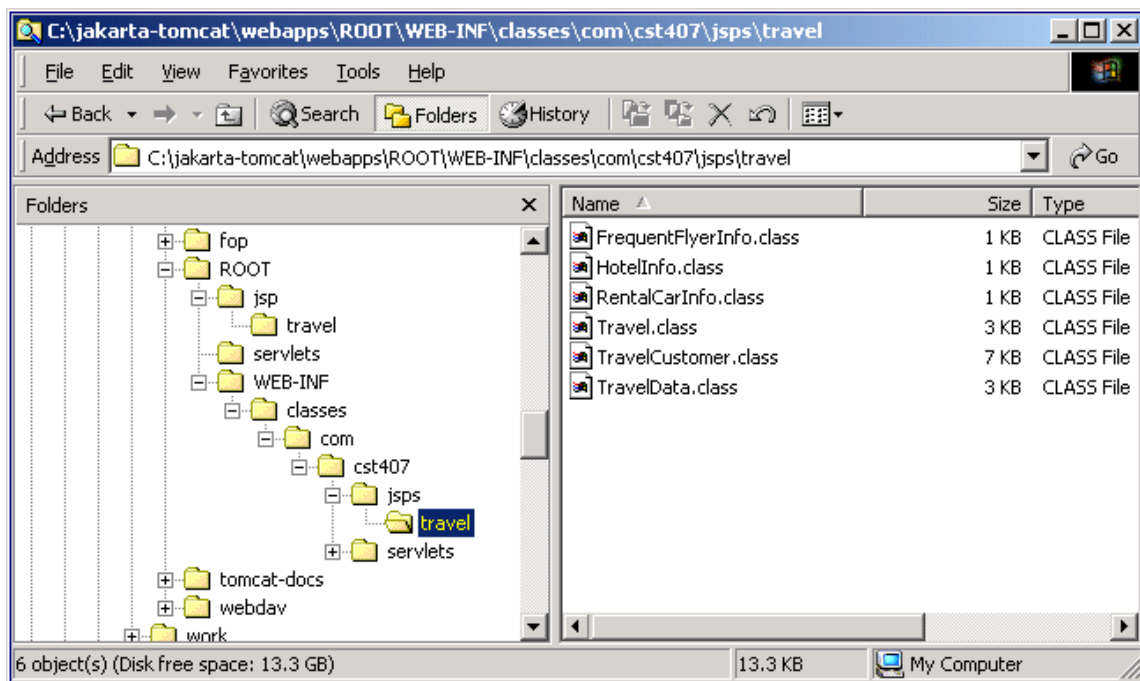 C:\jakarta-tomcat\webapps\ROOT\WEB-INF\classes\com\cst407\jsps\travel
File Edit View Favorites Tools Help
Back Search Folders History
Address C:\jakarta-tomcat\webapps\ROOT\WEB-INF\classes\com\cst407\jsps\travel Go
Folders Name Size Type
fop FrequentFlyerInfo.class 1 KB CLASS File
ROOT HotelInfo.class 1 KB CLASS File
jsp RentalCarInfo.class 1 KB CLASS File
travel Travel.class 3 KB CLASS File
servlets TravelCustomer.class 7 KB CLASS File
WEB-INF TravelData.class 3 KB CLASS File
classes
com
cst407
jsps
travel
servlets
tomcat-docs
webdav
work
6 object(s) (Disk free space: 13.3 GB) 13.3 KB My Computer